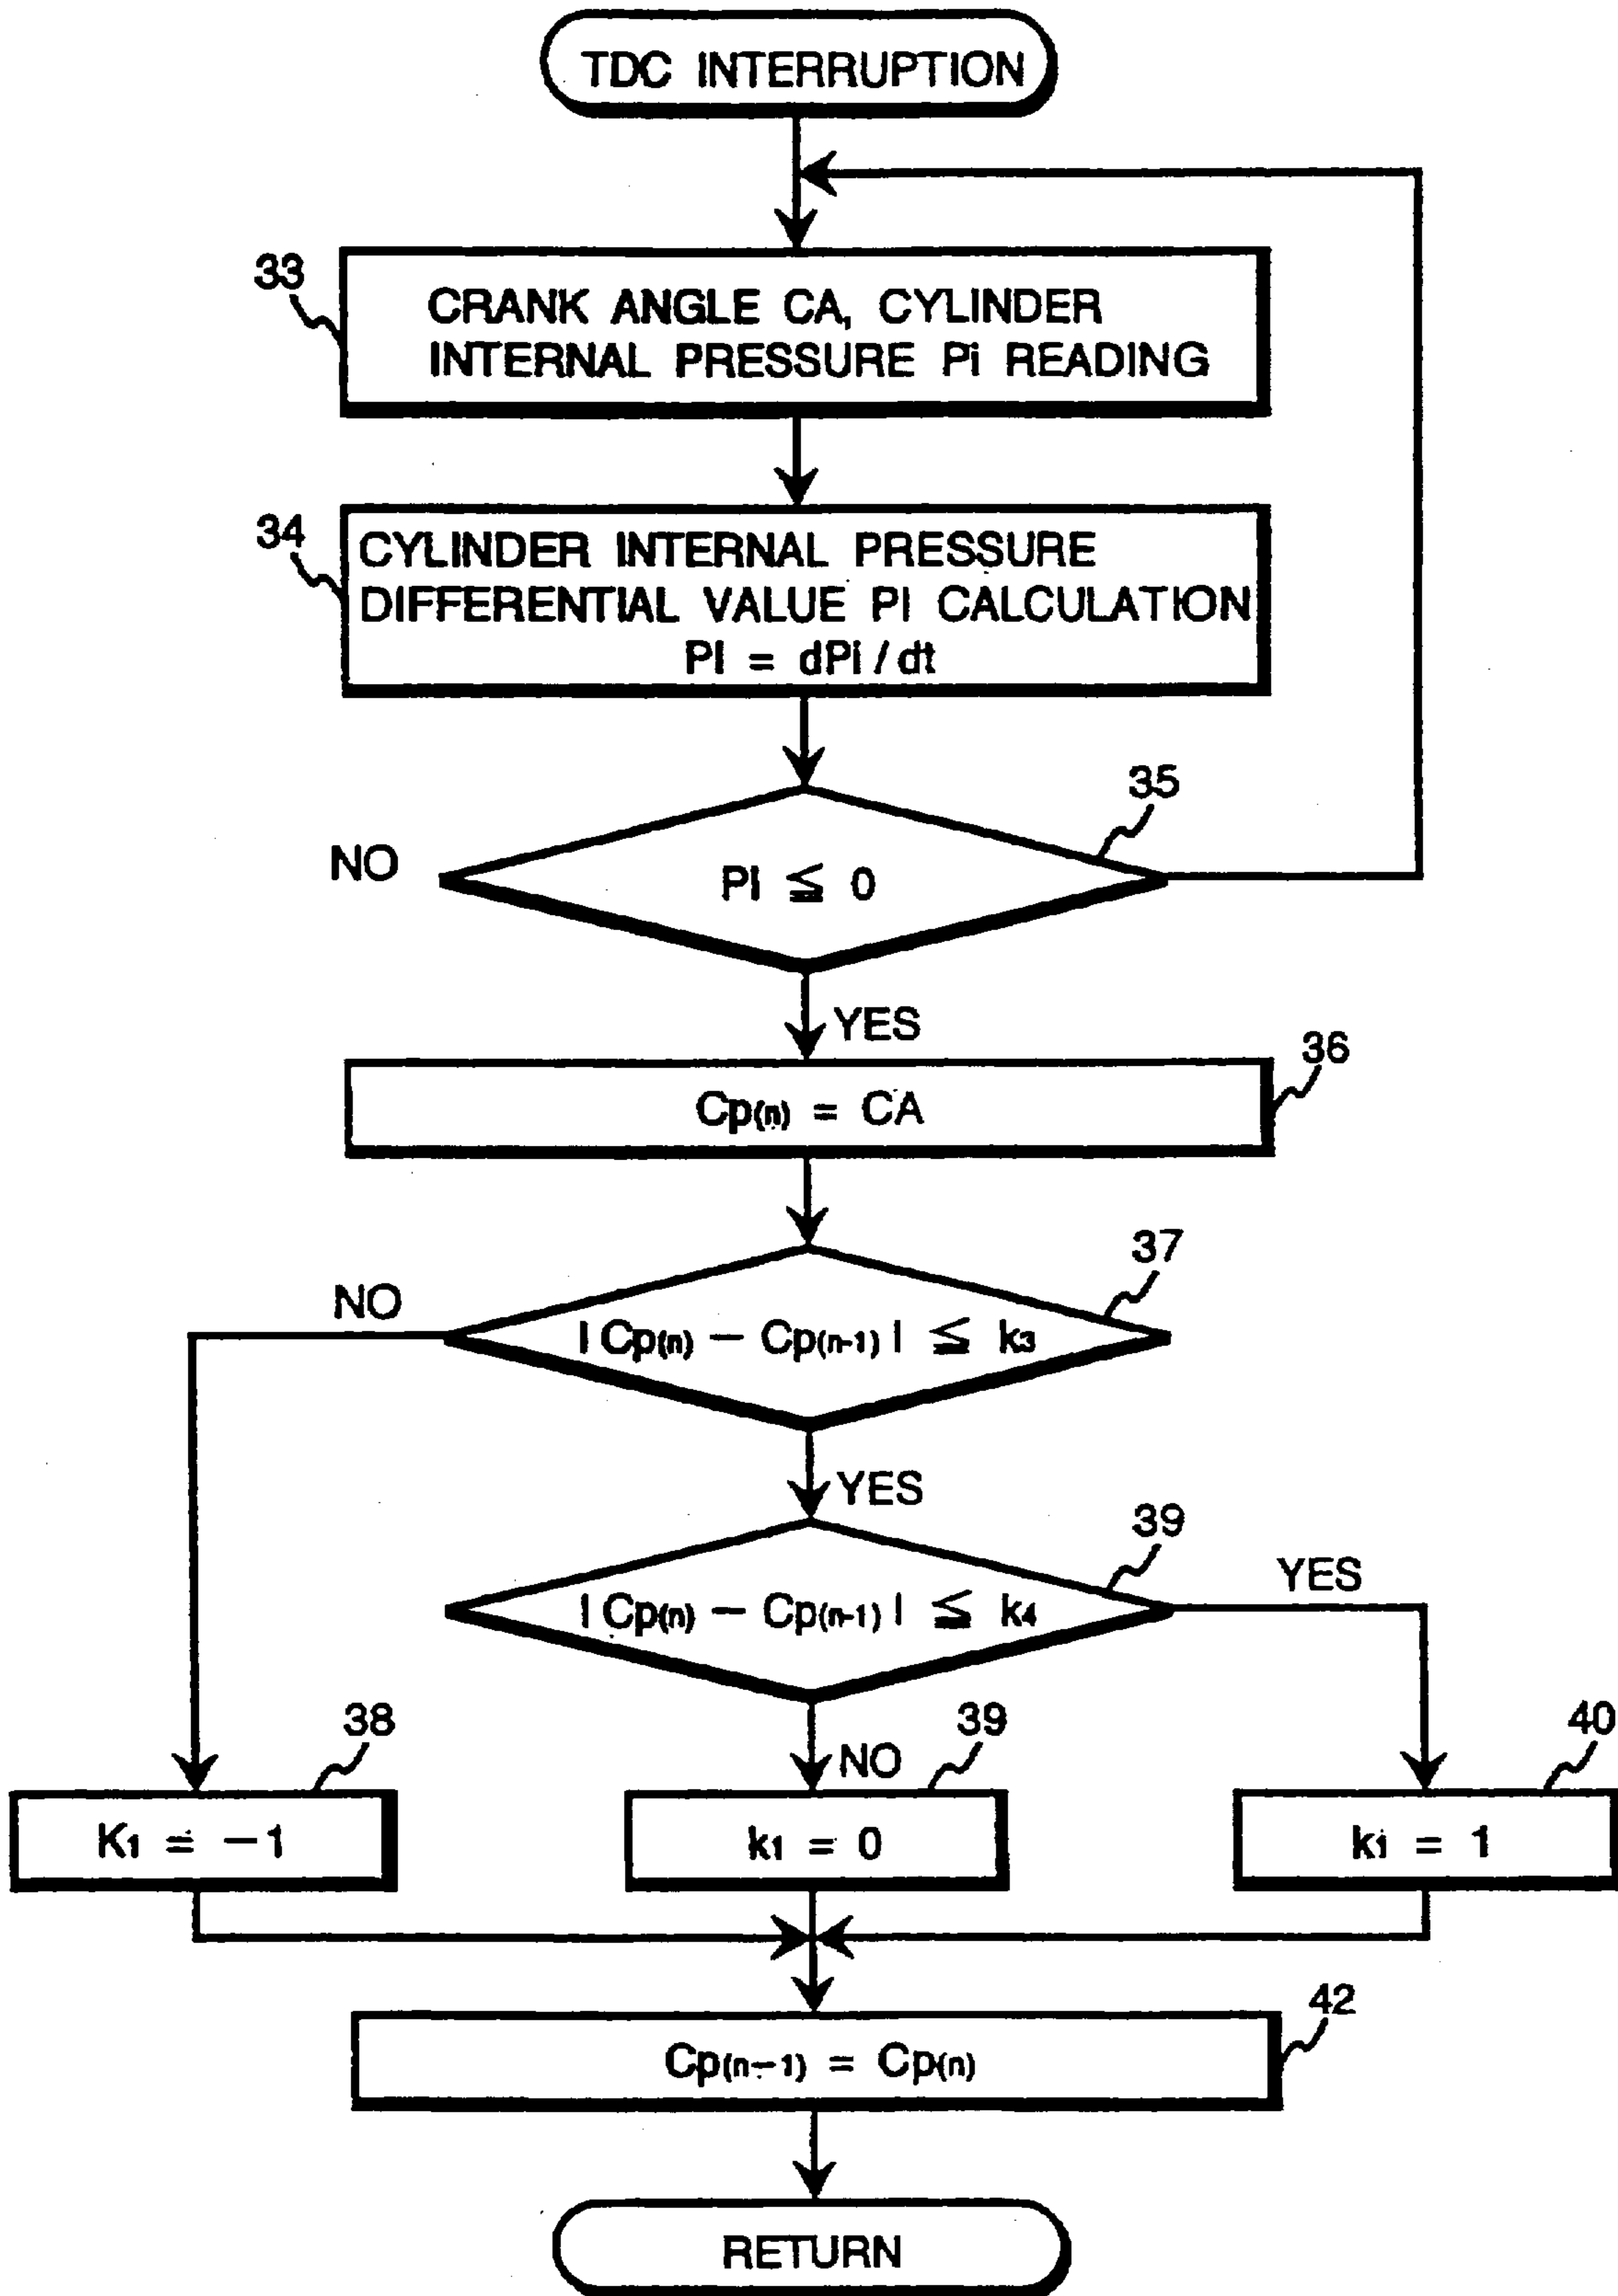 TDC INTERRUPTION
33
CRANK ANGLE CA, CYLINDER
INTERNAL PRESSURE Pi READING
34
CYLINDER INTERNAL PRESSURE
DIFFERENTIAL VALUE PI CALCULATION
PI = dPi / dt
35
NO
PI ≦ 0
YES
36
Cp(n) = CA
37
NO
| Cp(n) − Cp(n-1) | ≦ k3
YES
39
YES
| Cp(n) − Cp(n-1) | ≦ k4
38
39
40
NO
K1 = −1
k1 = 0
k1 = 1
42
Cp(n−1) = Cp(n)
RETURN